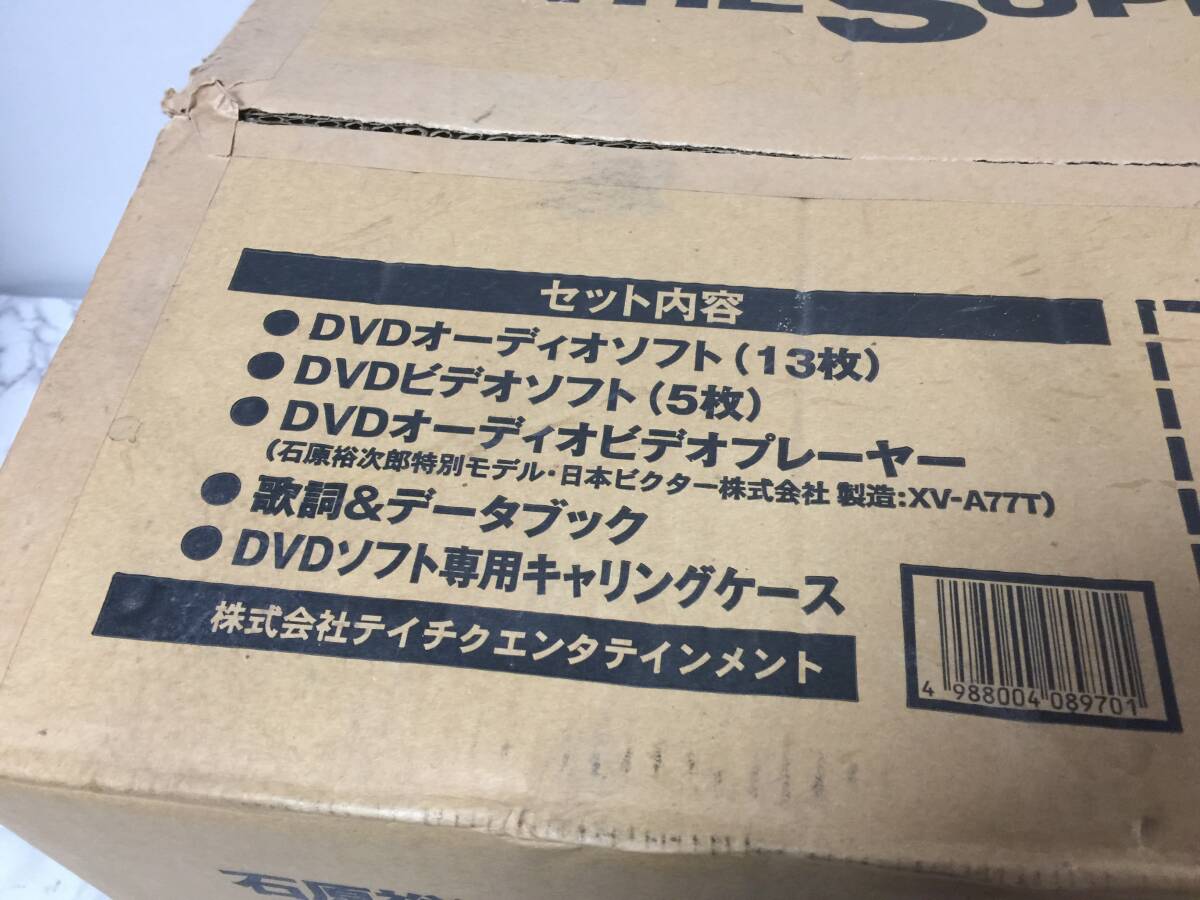 THE SUP
セット内容
●DVDオーディオソフト(13枚)
●DVDビデオソフト(5枚)
●DVDオーディオビデオプレーヤー
(石原裕次郎特別モデル・日本ビクター株式会社 製造:XV-A77T)
●歌詞&データブック
●DVDソフト専用キャリングケース
株式会社テイチクエンタテインメント
4 988004 089701
石原裕